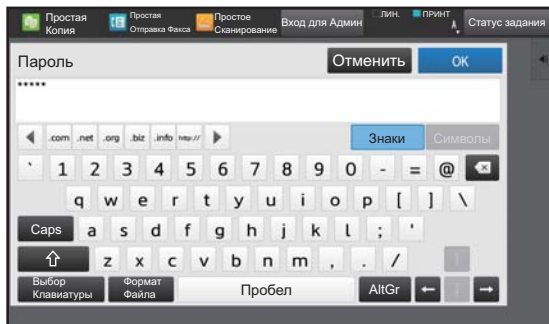 Простая Копия
Простая Отправка Факса
Простое Сканирование
Вход для Админ
ЛИН.
ПРИНТ
Статус задания
Пароль
Отменить
OK
*****
.com .net .org .biz .info http://
Знаки
Символы
` 1 2 3 4 5 6 7 8 9 0 - = @
q w e r t y u i o p [ ] \
Caps a s d f g h j k l ; '
z x c v b n m , . /
Выбор Клавиатуры
Формат Файла
Пробел
AltGr